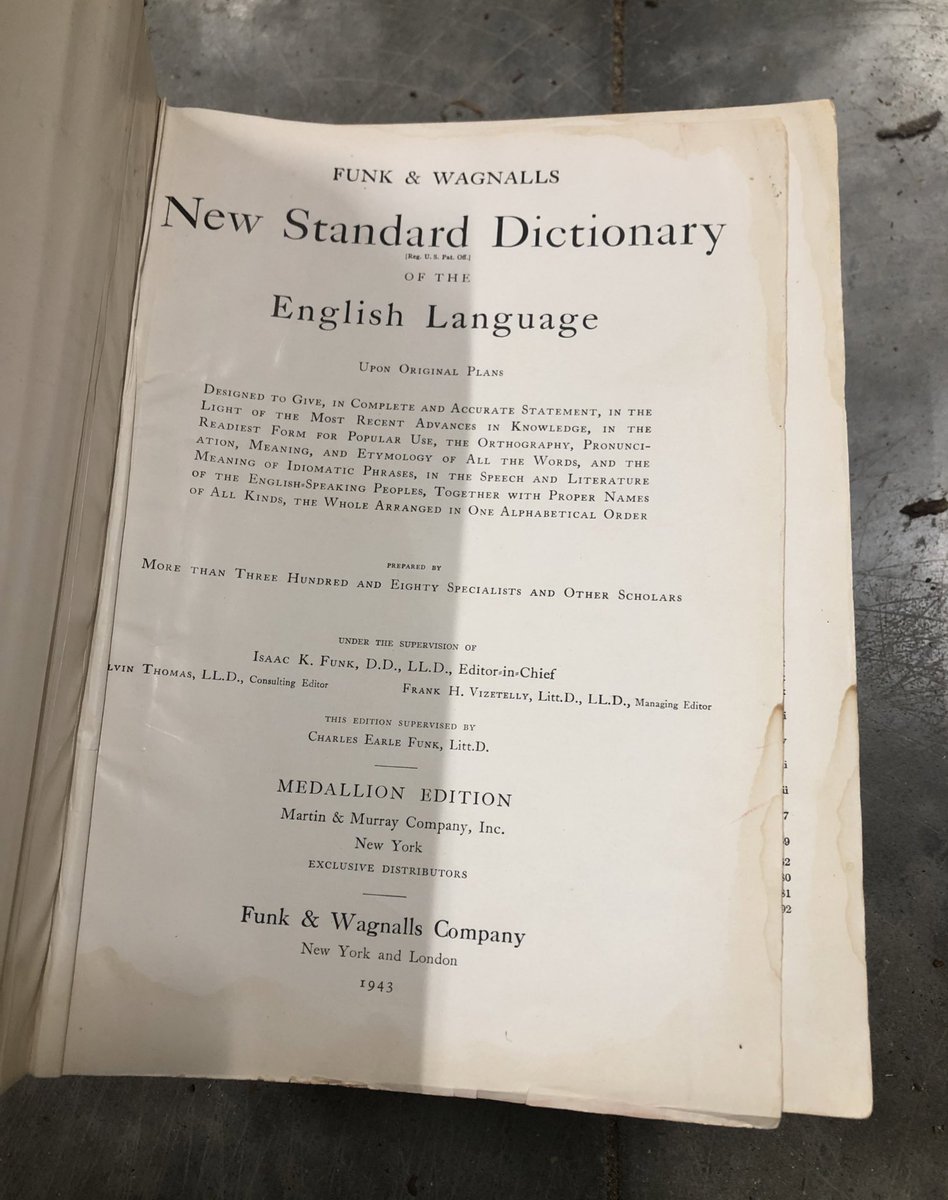 FUNK & WAGNALLS
New Standard Dictionary
[Reg. U. S. Pat. Off.]
OF THE
English Language
UPON ORIGINAL PLANS
DESIGNED TO GIVE, IN COMPLETE AND ACCURATE STATEMENT, IN THE
LIGHT OF THE MOST RECENT ADVANCES IN KNOWLEDGE, IN THE
READIEST FORM FOR POPULAR USE, THE ORTHOGRAPHY, PRONUNCI-
ATION, MEANING, AND ETYMOLOGY OF ALL THE WORDS, AND THE
MEANING OF IDIOMATIC PHRASES, IN THE SPEECH AND LITERATURE
OF THE ENGLISH-SPEAKING PEOPLES, TOGETHER WITH PROPER NAMES
OF ALL KINDS, THE WHOLE ARRANGED IN ONE ALPHABETICAL ORDER
PREPARED BY
MORE THAN THREE HUNDRED AND EIGHTY SPECIALISTS AND OTHER SCHOLARS
UNDER THE SUPERVISION OF
ISAAC K. FUNK, D.D., LL.D., Editor-in-Chief
LVIN THOMAS, LL.D., Consulting Editor
FRANK H. VIZETELLY, Litt.D., LL.D., Managing Editor
THIS EDITION SUPERVISED BY
CHARLES EARLE FUNK, Litt.D.
MEDALLION EDITION
Martin & Murray Company, Inc.
New York
EXCLUSIVE DISTRIBUTORS
Funk & Wagnalls Company
New York and London
1943